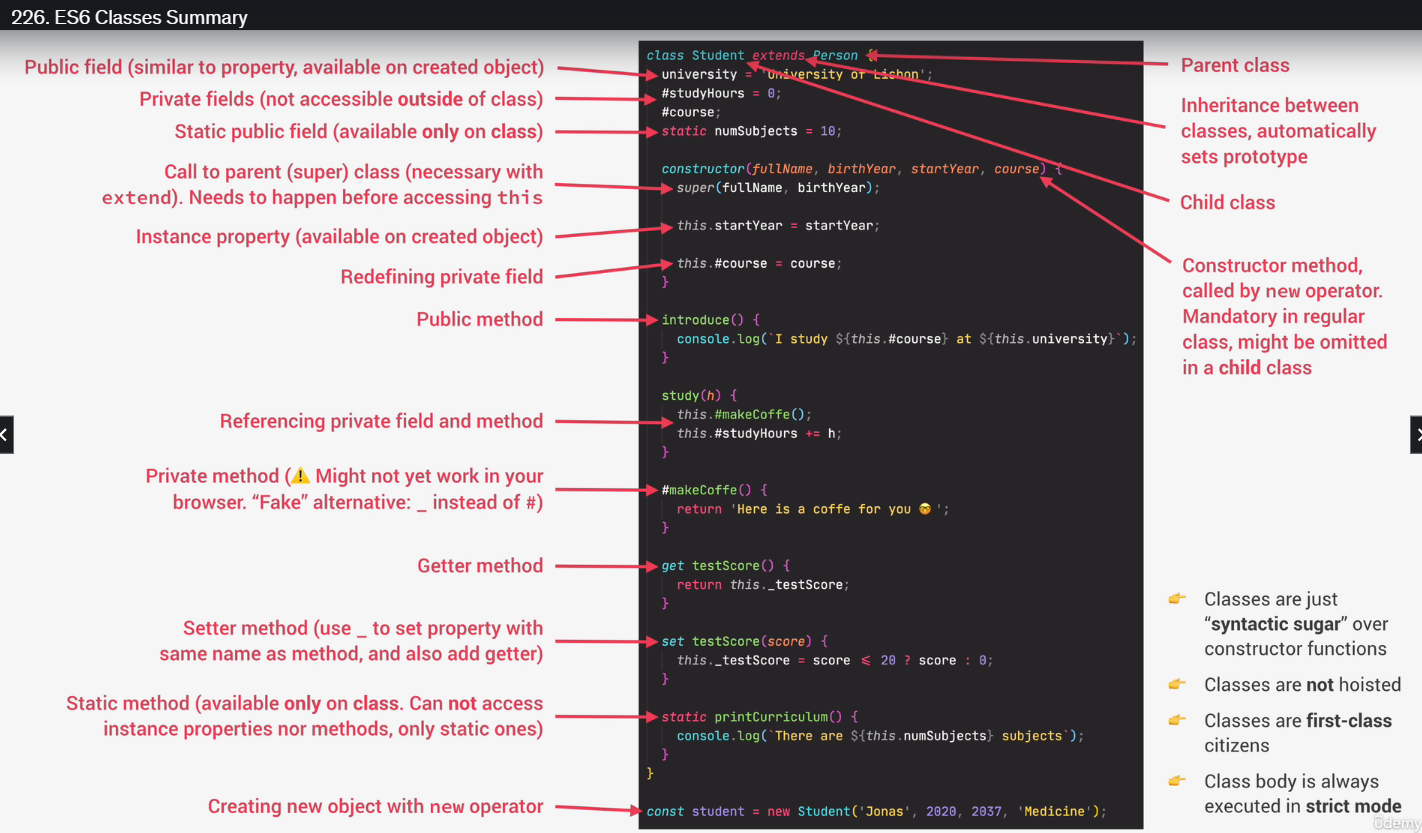 226. ES6 Classes Summary
Public field (similar to property, available on created object)
Private fields (not accessible outside of class)
Static public field (available only on class)
Call to parent (super) class (necessary with
extend). Needs to happen before accessing this
Instance property (available on created object)
Redefining private field
Public method
Referencing private field and method
Private method (⚠️ Might not yet work in your
browser. “Fake” alternative: _ instead of #)
Getter method
Setter method (use _ to set property with
same name as method, and also add getter)
Static method (available only on class. Can not access
instance properties nor methods, only static ones)
Creating new object with new operator
class Student extends Person {
university = 'University of Lisbon';
#studyHours = 0;
#course;
static numSubjects = 10;
constructor(fullName, birthYear, startYear, course) {
super(fullName, birthYear);
this.startYear = startYear;
this.#course = course;
}
introduce() {
console.log(`I study ${this.#course} at ${this.university}`);
}
study(h) {
this.#makeCoffe();
this.#studyHours += h;
}
#makeCoffe() {
return 'Here is a coffe for you 🤓 ';
}
get testScore() {
return this._testScore;
}
set testScore(score) {
this._testScore = score ≤ 20 ? score : 0;
}
static printCurriculum() {
console.log(`There are ${this.numSubjects} subjects`);
}
}
const student = new Student('Jonas', 2020, 2037, 'Medicine');
Parent class
Inheritance between
classes, automatically
sets prototype
Child class
Constructor method,
called by new operator.
Mandatory in regular
class, might be omitted
in a child class
👉 Classes are just
“syntactic sugar” over
constructor functions
👉 Classes are not hoisted
👉 Classes are first-class
citizens
👉 Class body is always
executed in strict mode
ûdemy